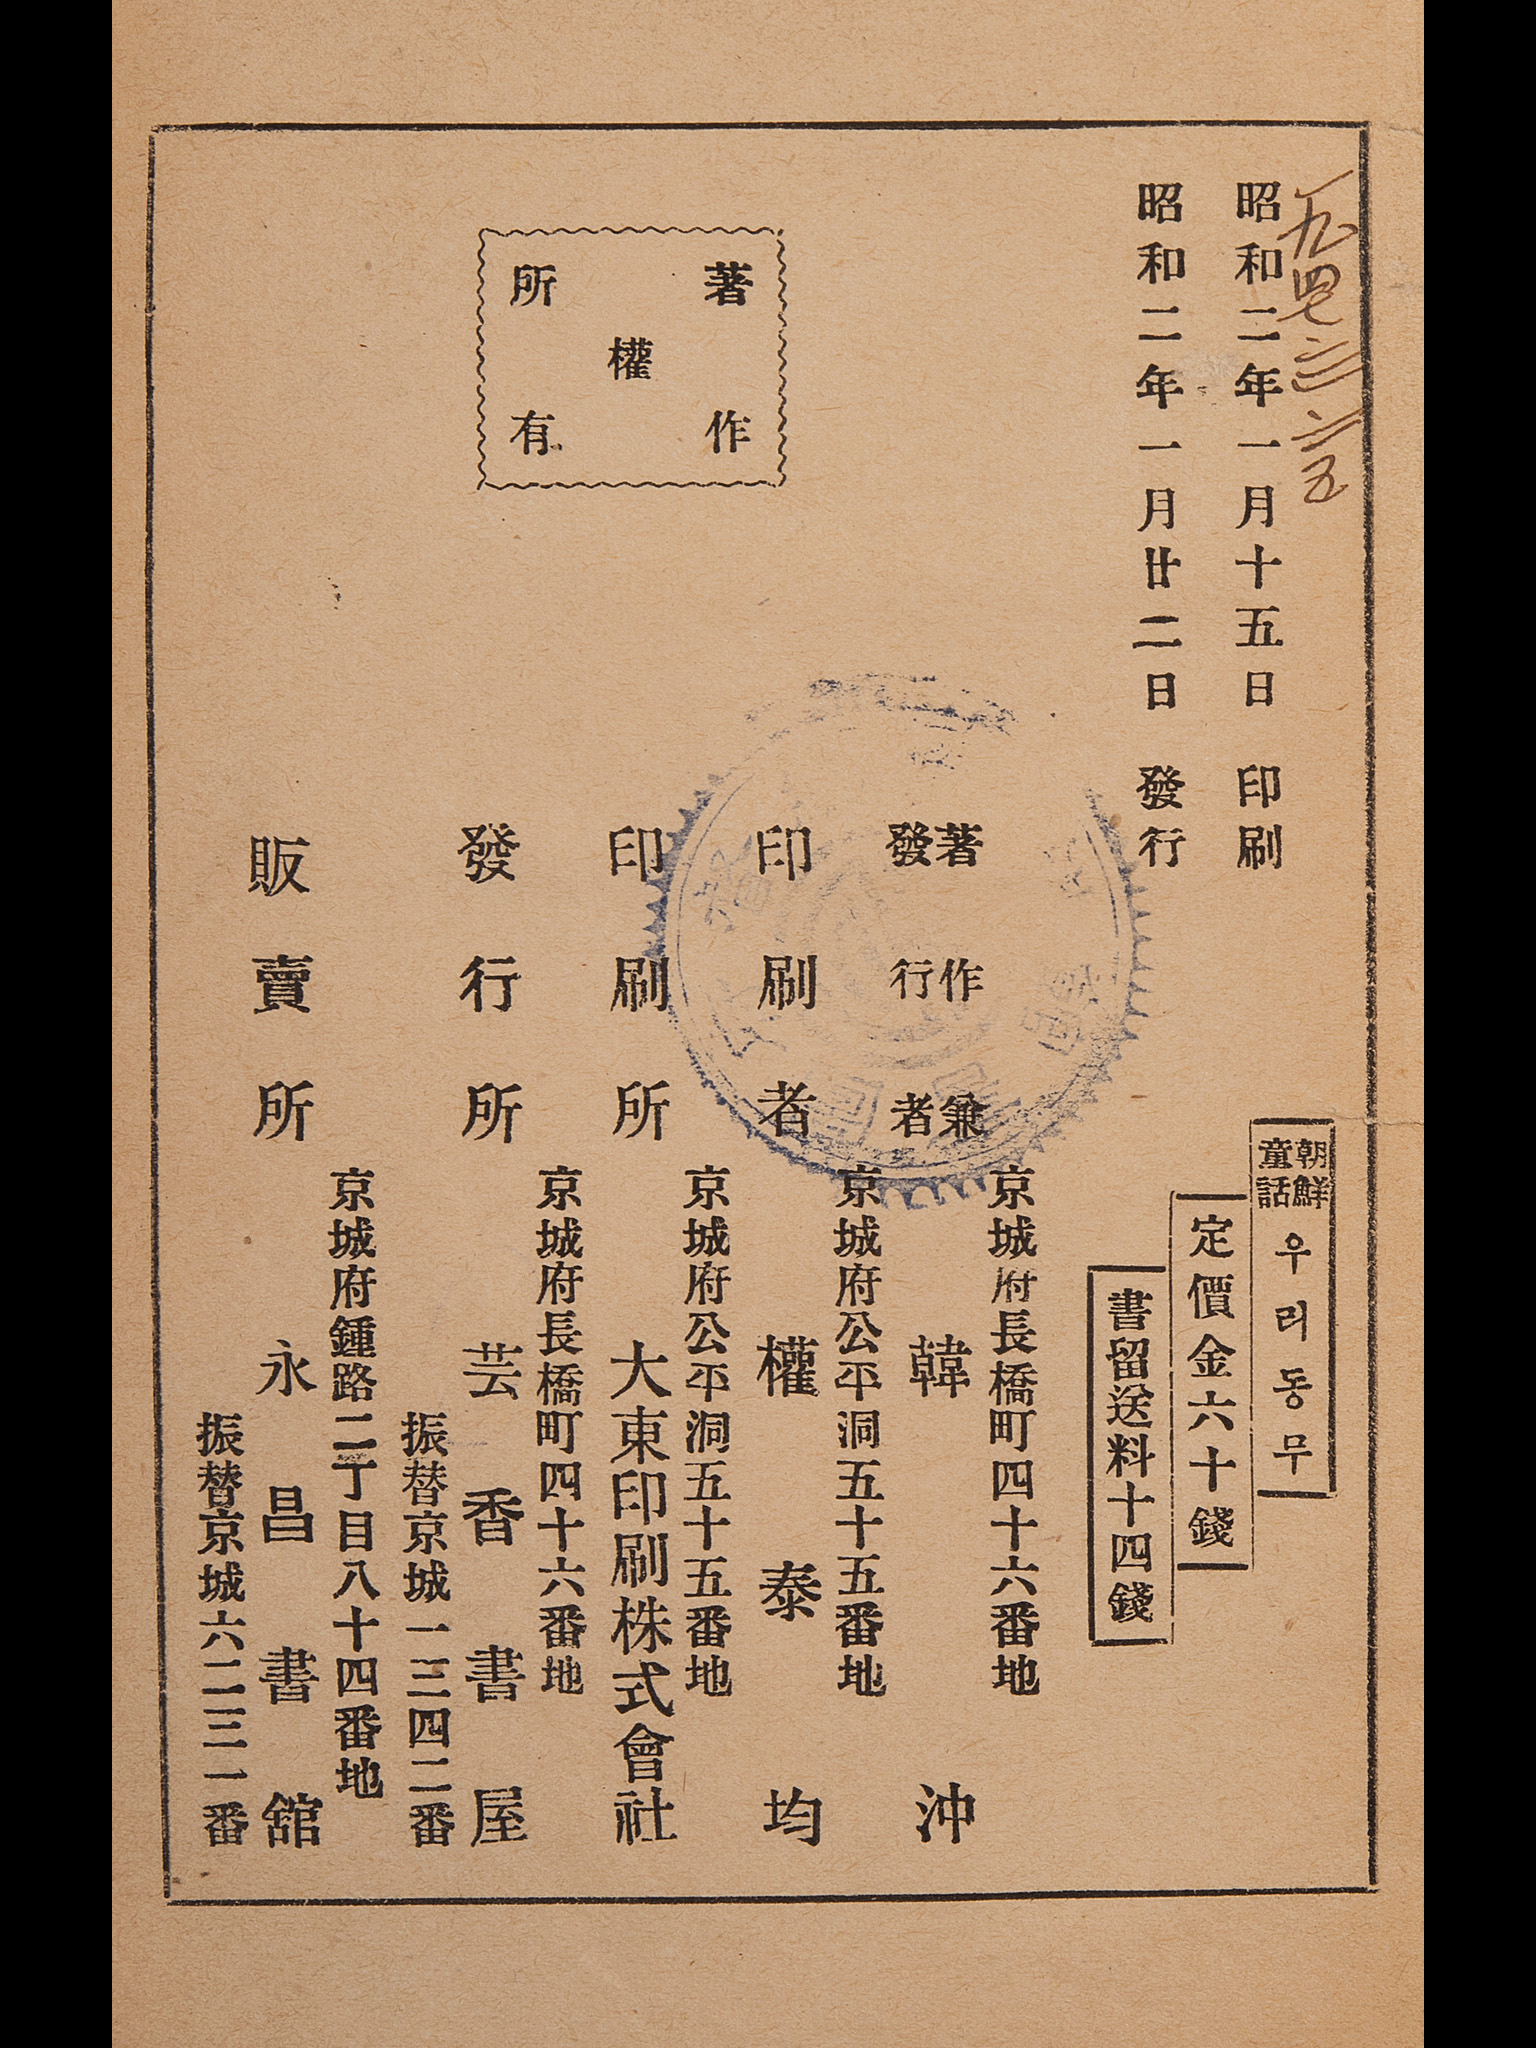 昭和二年一月十五日 印刷
昭和二年一月廿二日 發行
朝鮮童話 우리동무
定價金六十錢
書留送料十四錢
著作權所有
京城府長橋町四十六番地
著作兼發行者 韓沖
京城府公平洞五十五番地
印刷者 權泰均
京城府公平洞五十五番地
印刷所 大東印刷株式會社
京城府長橋町四十六番地
發行所 芸香書屋
振替京城一三四二番
京城府鍾路二丁目八十四番地
販賣所 永昌書舘
振替京城六二三一番